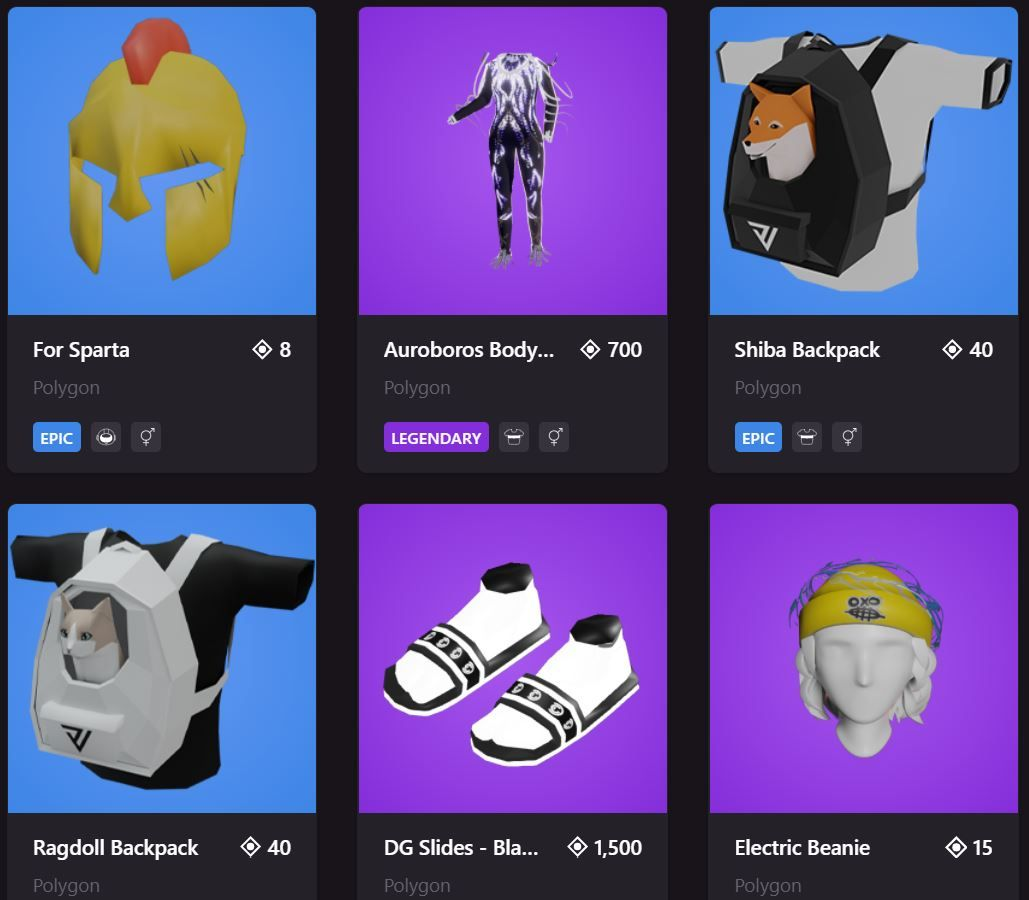 For Sparta 8
Polygon
EPIC
Auroboros Body... 700
Polygon
LEGENDARY
Shiba Backpack 40
Polygon
EPIC
Ragdoll Backpack 40
Polygon
DG Slides - Bla... 1,500
Polygon
Electric Beanie 15
Polygon